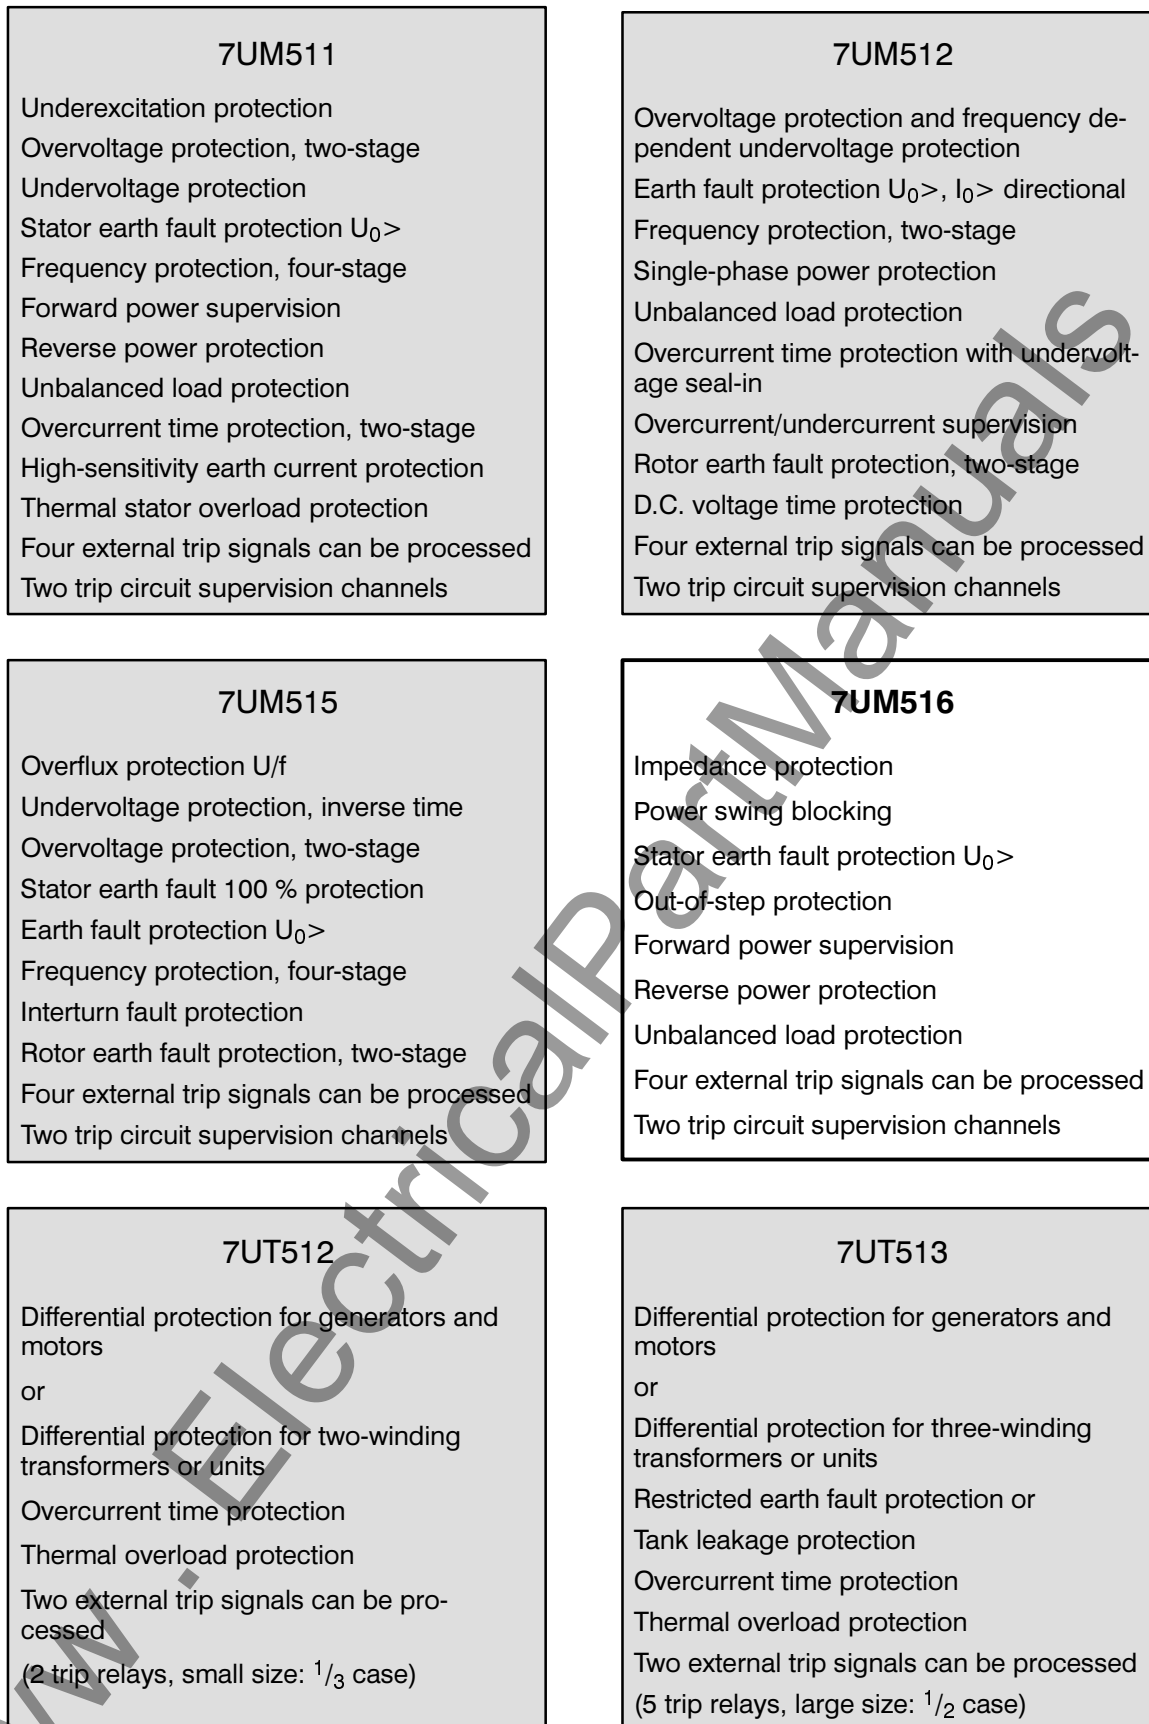 7UM511
Underexcitation protection
Overvoltage protection, two-stage
Undervoltage protection
Stator earth fault protection U0>
Frequency protection, four-stage
Forward power supervision
Reverse power protection
Unbalanced load protection
Overcurrent time protection, two-stage
High-sensitivity earth current protection
Thermal stator overload protection
Four external trip signals can be processed
Two trip circuit supervision channels
7UM512
Overvoltage protection and frequency de-
pendent undervoltage protection
Earth fault protection U0>, I0> directional
Frequency protection, two-stage
Single-phase power protection
Unbalanced load protection
Overcurrent time protection with undervolt-
age seal-in
Overcurrent/undercurrent supervision
Rotor earth fault protection, two-stage
D.C. voltage time protection
Four external trip signals can be processed
Two trip circuit supervision channels
7UM515
Overflux protection U/f
Undervoltage protection, inverse time
Overvoltage protection, two-stage
Stator earth fault 100 % protection
Earth fault protection U0>
Frequency protection, four-stage
Interturn fault protection
Rotor earth fault protection, two-stage
Four external trip signals can be processed
Two trip circuit supervision channels
7UM516
Impedance protection
Power swing blocking
Stator earth fault protection U0>
Out-of-step protection
Forward power supervision
Reverse power protection
Unbalanced load protection
Four external trip signals can be processed
Two trip circuit supervision channels
7UT512
Differential protection for generators and
motors
or
Differential protection for two-winding
transformers or units
Overcurrent time protection
Thermal overload protection
Two external trip signals can be pro-
cessed
(2 trip relays, small size: 1/3 case)
7UT513
Differential protection for generators and
motors
or
Differential protection for three-winding
transformers or units
Restricted earth fault protection or
Tank leakage protection
Overcurrent time protection
Thermal overload protection
Two external trip signals can be processed
(5 trip relays, large size: 1/2 case)
ww . ElectricalPartManuals